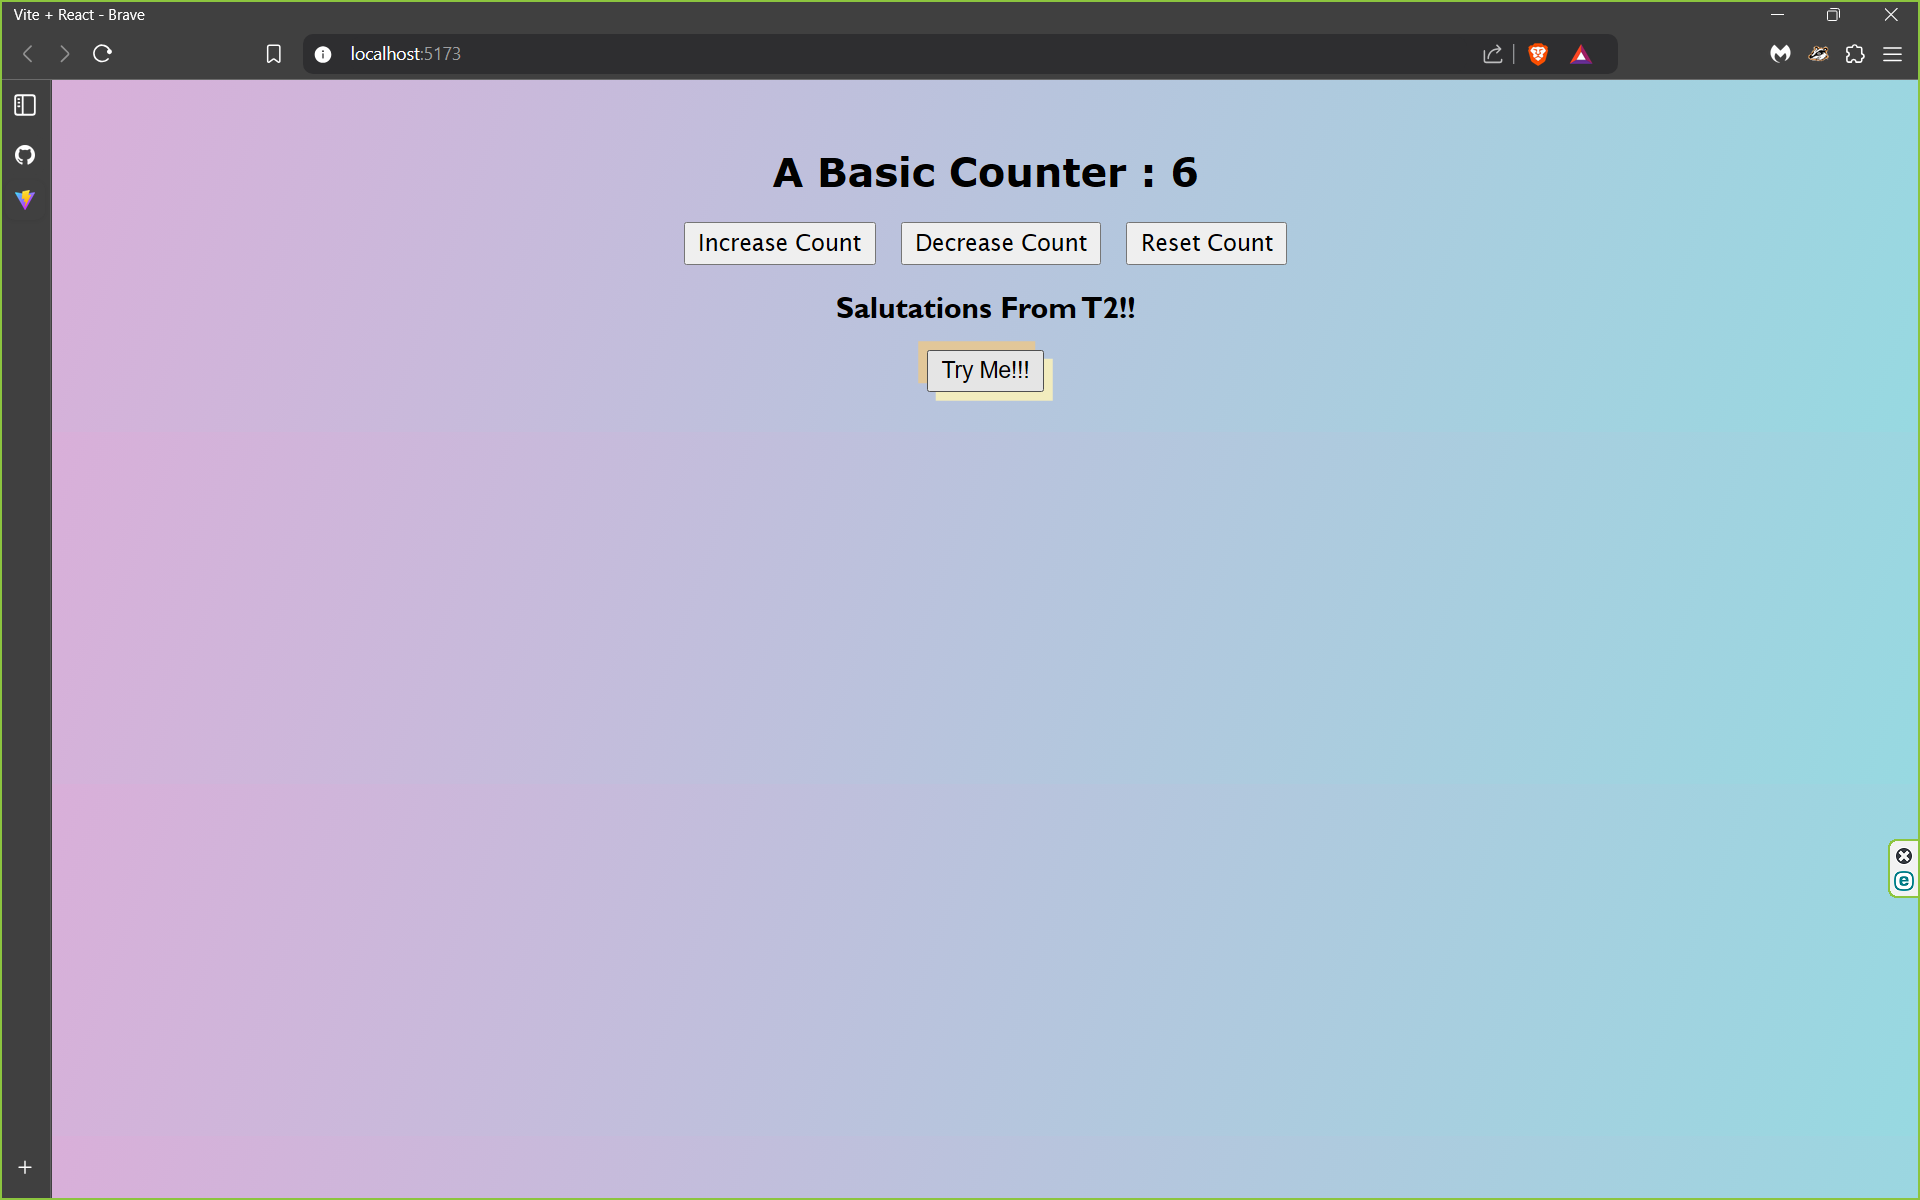 Vite + React - Brave
localhost:5173
A Basic Counter : 6
Increase Count Decrease Count Reset Count
Salutations From T2!!
Try Me!!!